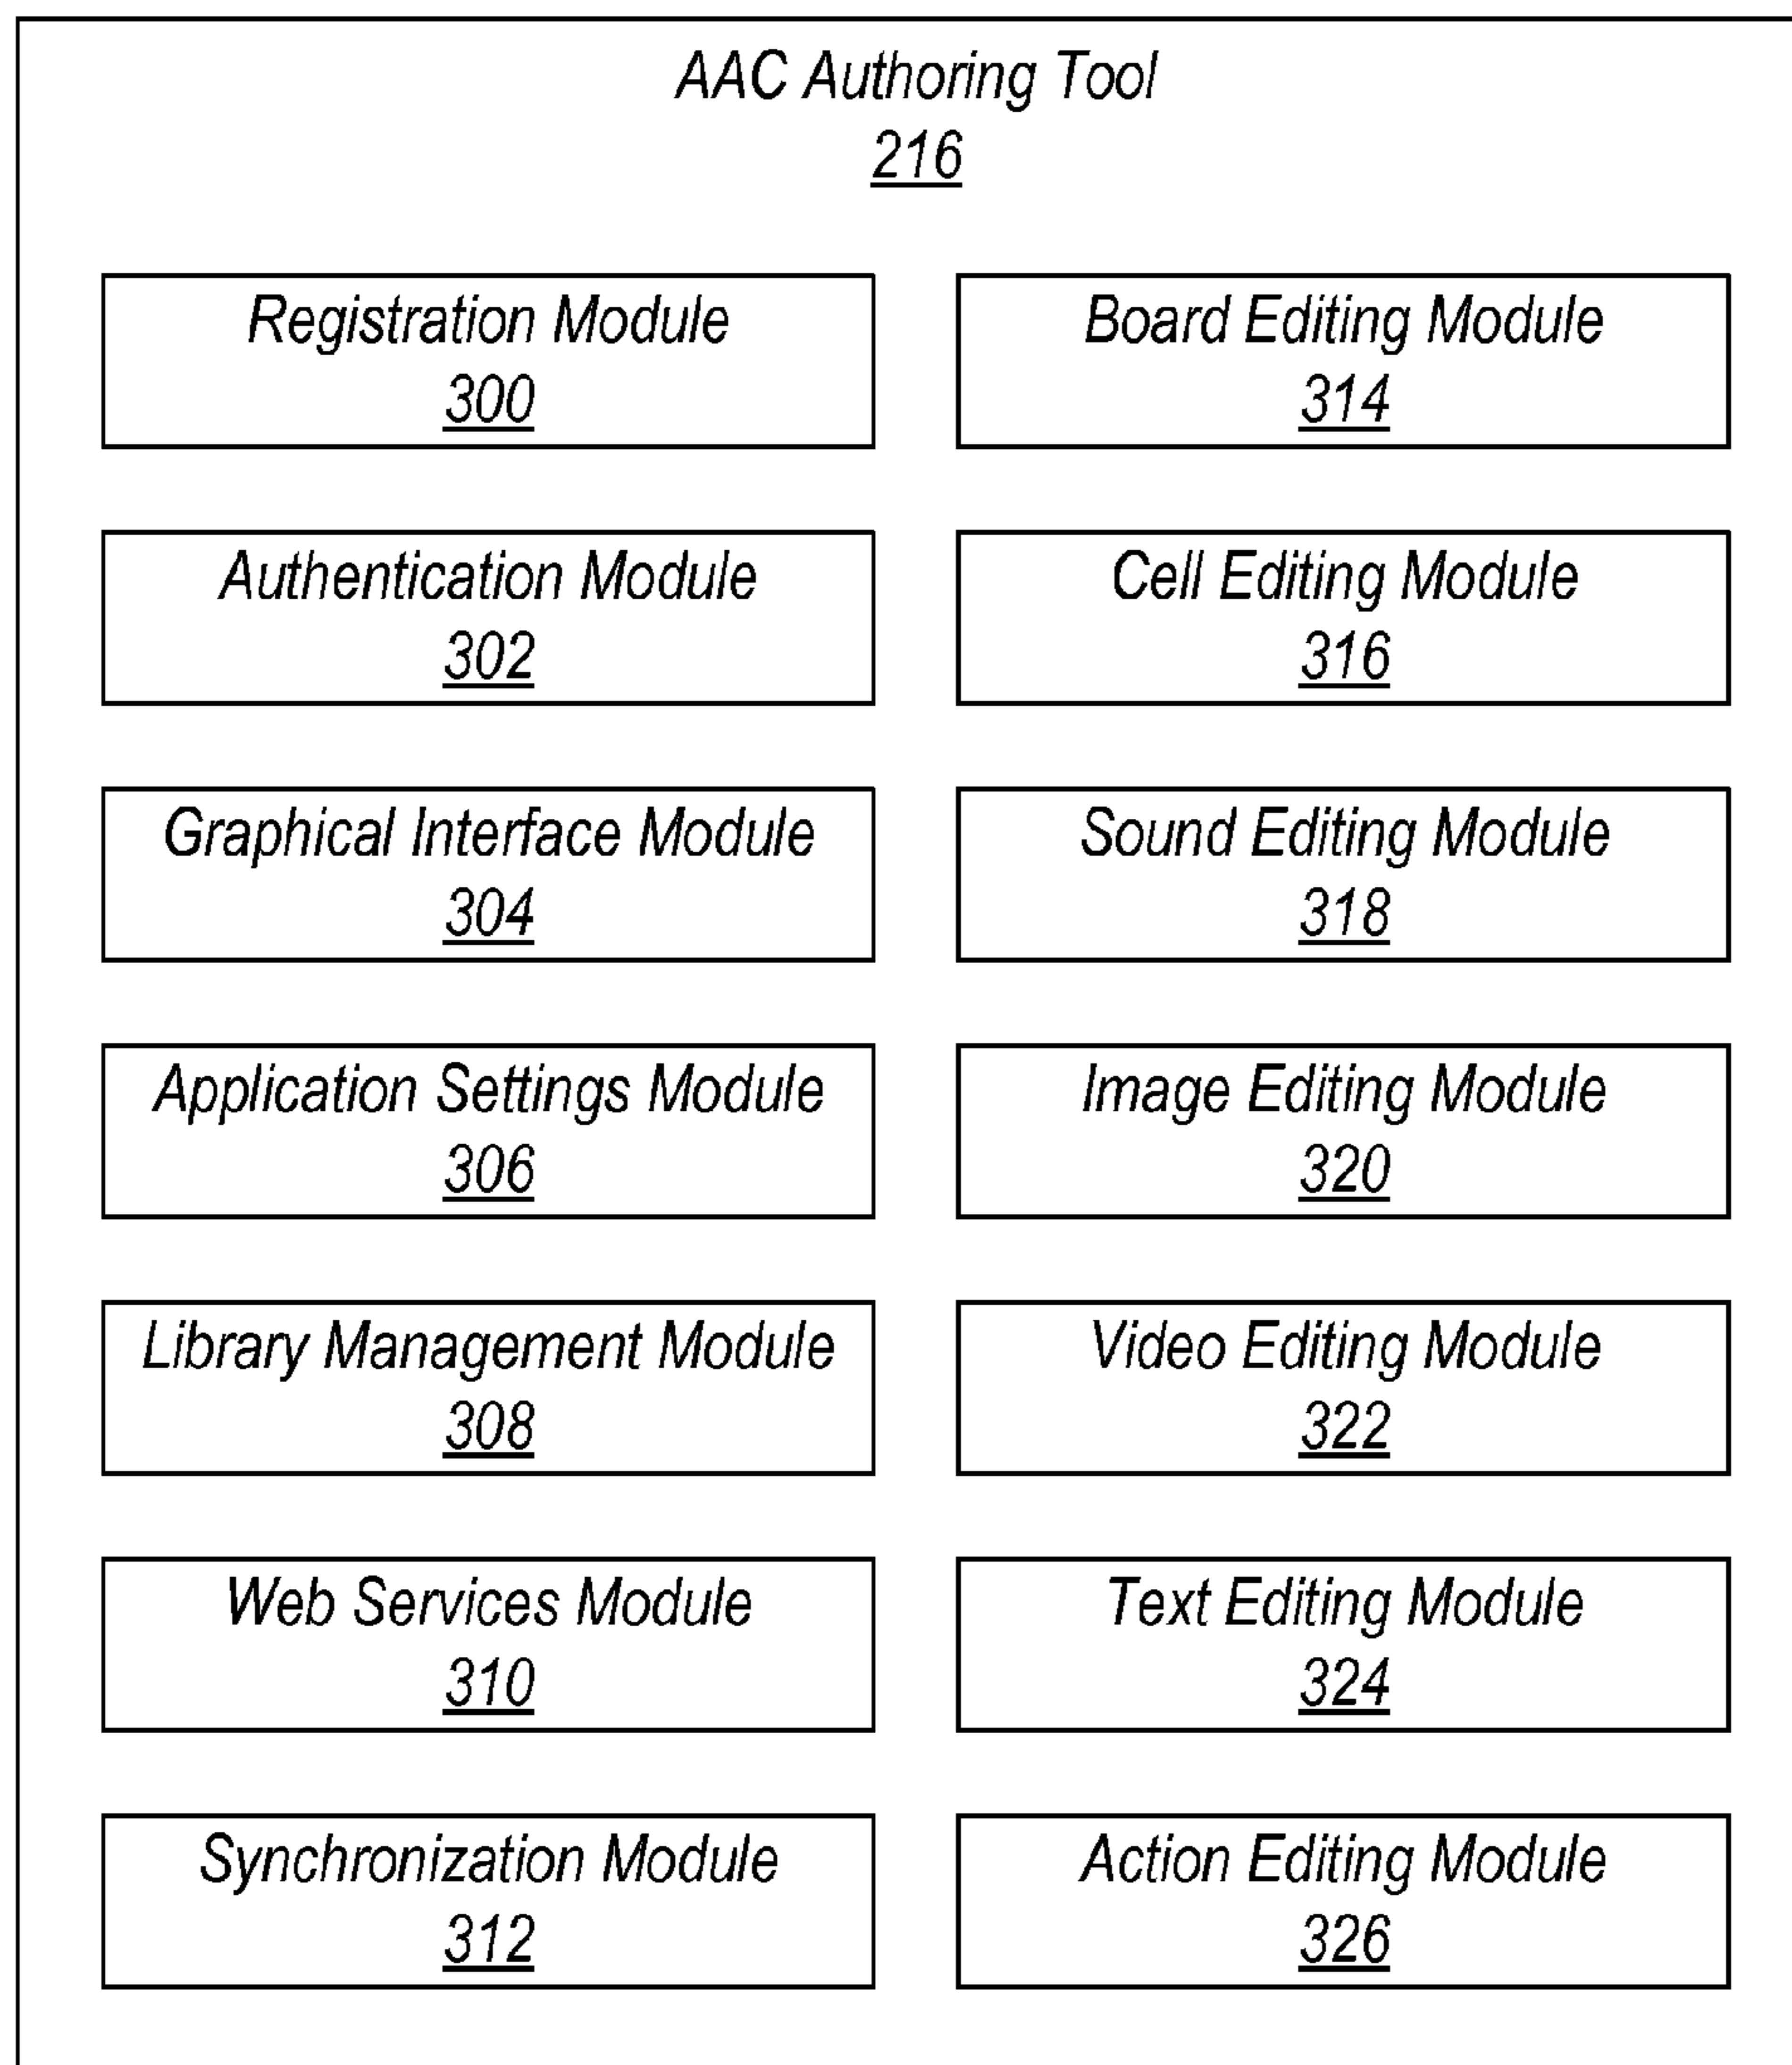 AAC Authoring Tool
216
Registration Module
300
Authentication Module
302
Graphical Interface Module
304
Application Settings Module
306
Library Management Module
308
Web Services Module
310
Synchronization Module
312
Board Editing Module
314
Cell Editing Module
316
Sound Editing Module
318
Image Editing Module
320
Video Editing Module
322
Text Editing Module
324
Action Editing Module
326